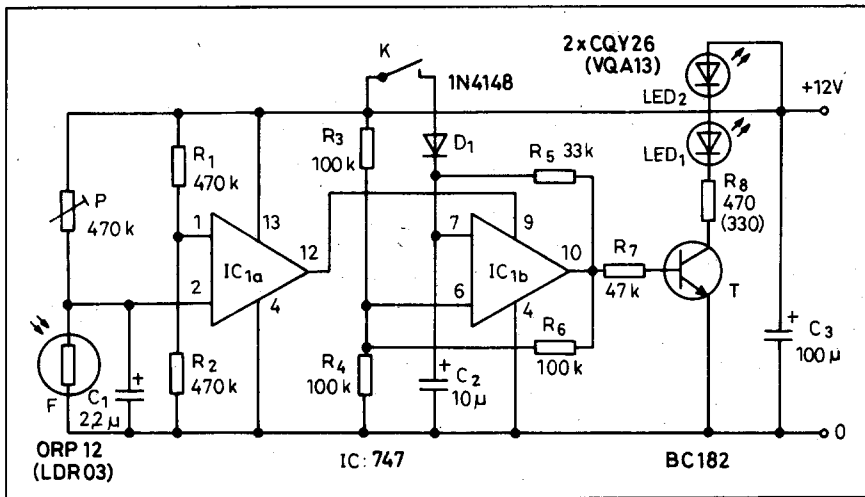 2xCQY26
(VQA13)
LED2
+12V
K
1N4148
R3
100k
D1
R5 33k
LED1
R8
470
(330)
R1
470k
P
470k
1
13
12
IC1a
2
4
7
9
10
IC1b
6
4
R7
47k
T
R6
100k
R2
470k
F
C1
2,2µ
+
R4
100k
+
C2
10µ
+
C3
100µ
0
ORP 12
(LDR03)
IC: 747
BC182